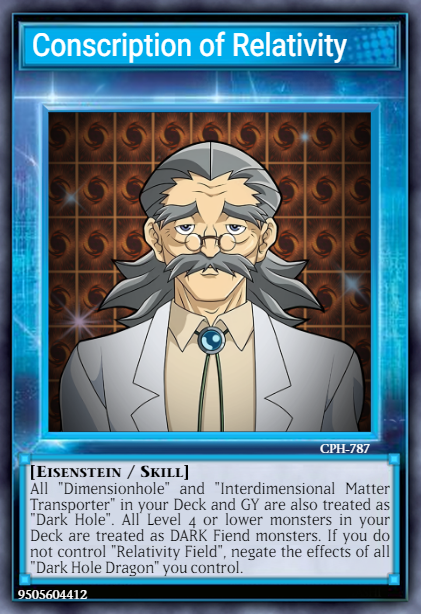 Conscription of Relativity
CPH-787
[Eisenstein / Skill]
All "Dimensionhole" and "Interdimensional Matter
Transporter" in your Deck and GY are also treated as
"Dark Hole". All Level 4 or lower monsters in your
Deck are treated as DARK Fiend monsters. If you do
not control "Relativity Field", negate the effects of all
"Dark Hole Dragon" you control.
9505604412